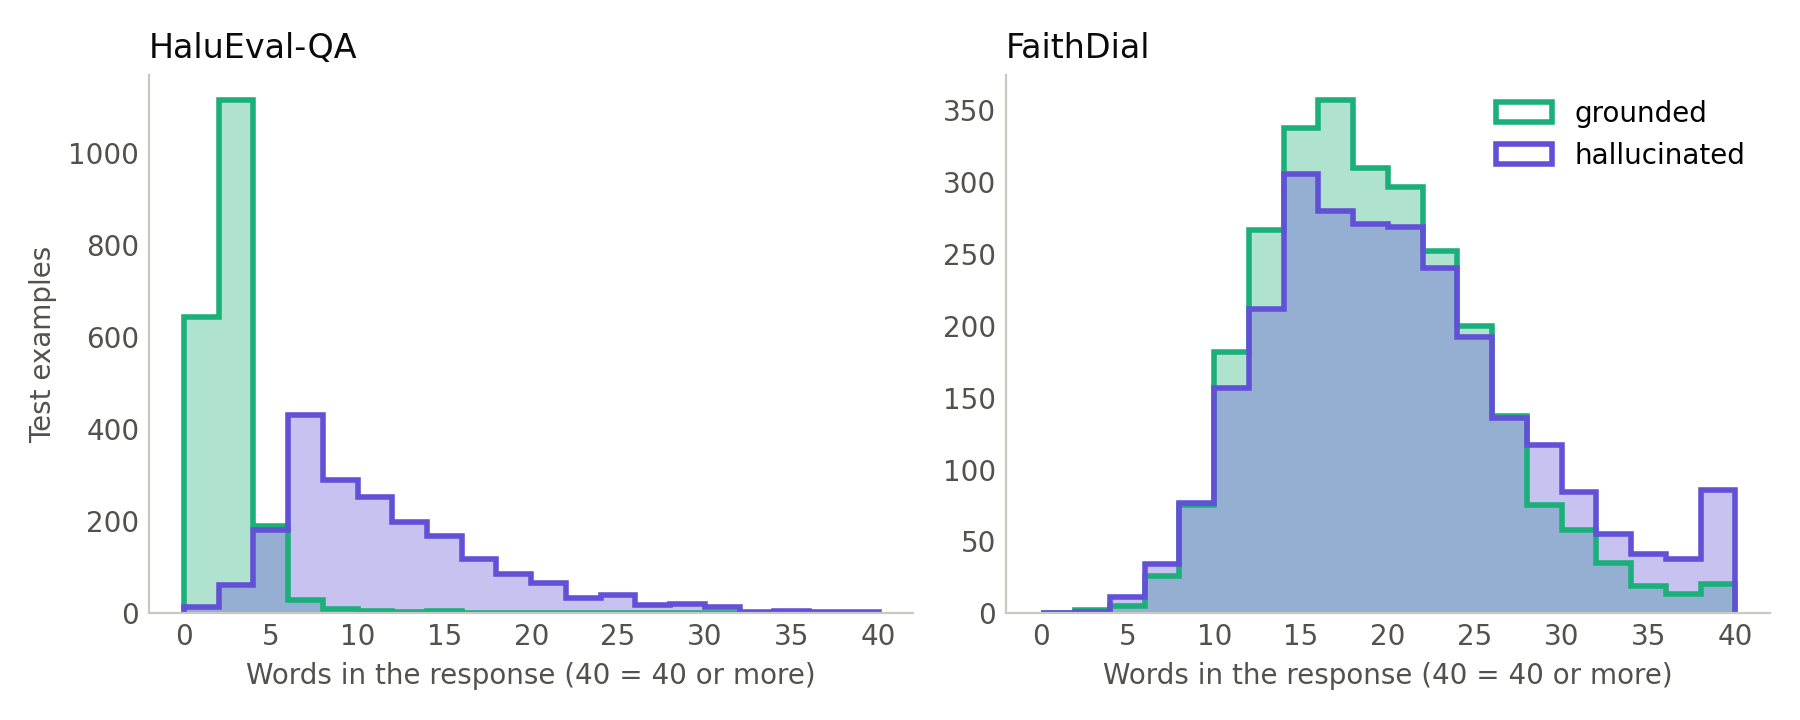 HaluEval-QA
Test examples
1000
800
600
400
200
0
0 5 10 15 20 25 30 35 40
Words in the response (40 = 40 or more)
FaithDial
grounded
hallucinated
350
300
250
200
150
100
50
0
0 5 10 15 20 25 30 35 40
Words in the response (40 = 40 or more)